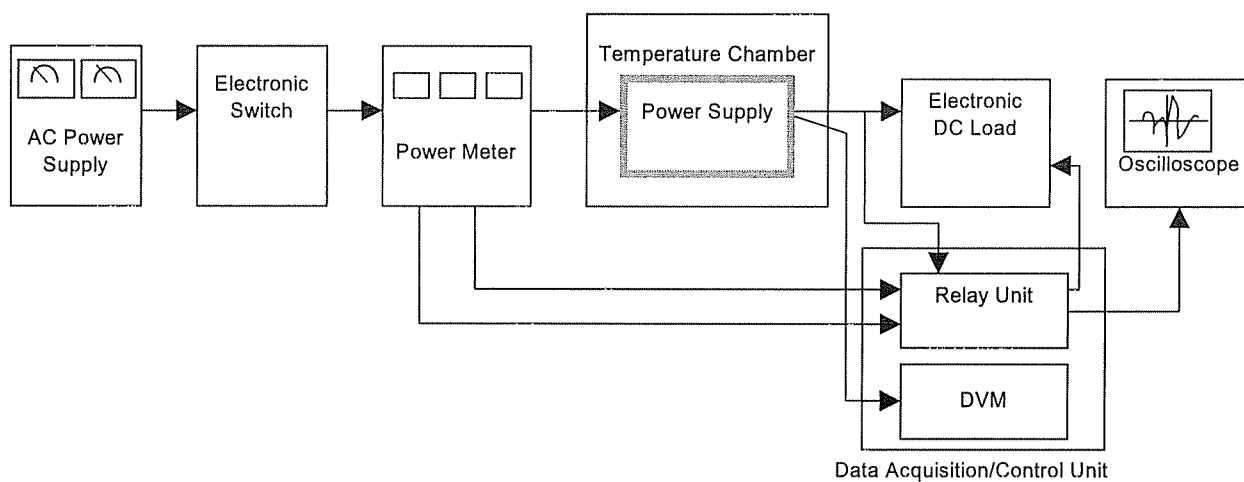 AC Power
Supply
Electronic
Switch
Power Meter
Temperature Chamber
Power Supply
Electronic
DC Load
Oscilloscope
Relay Unit
DVM
Data Acquisition/Control Unit